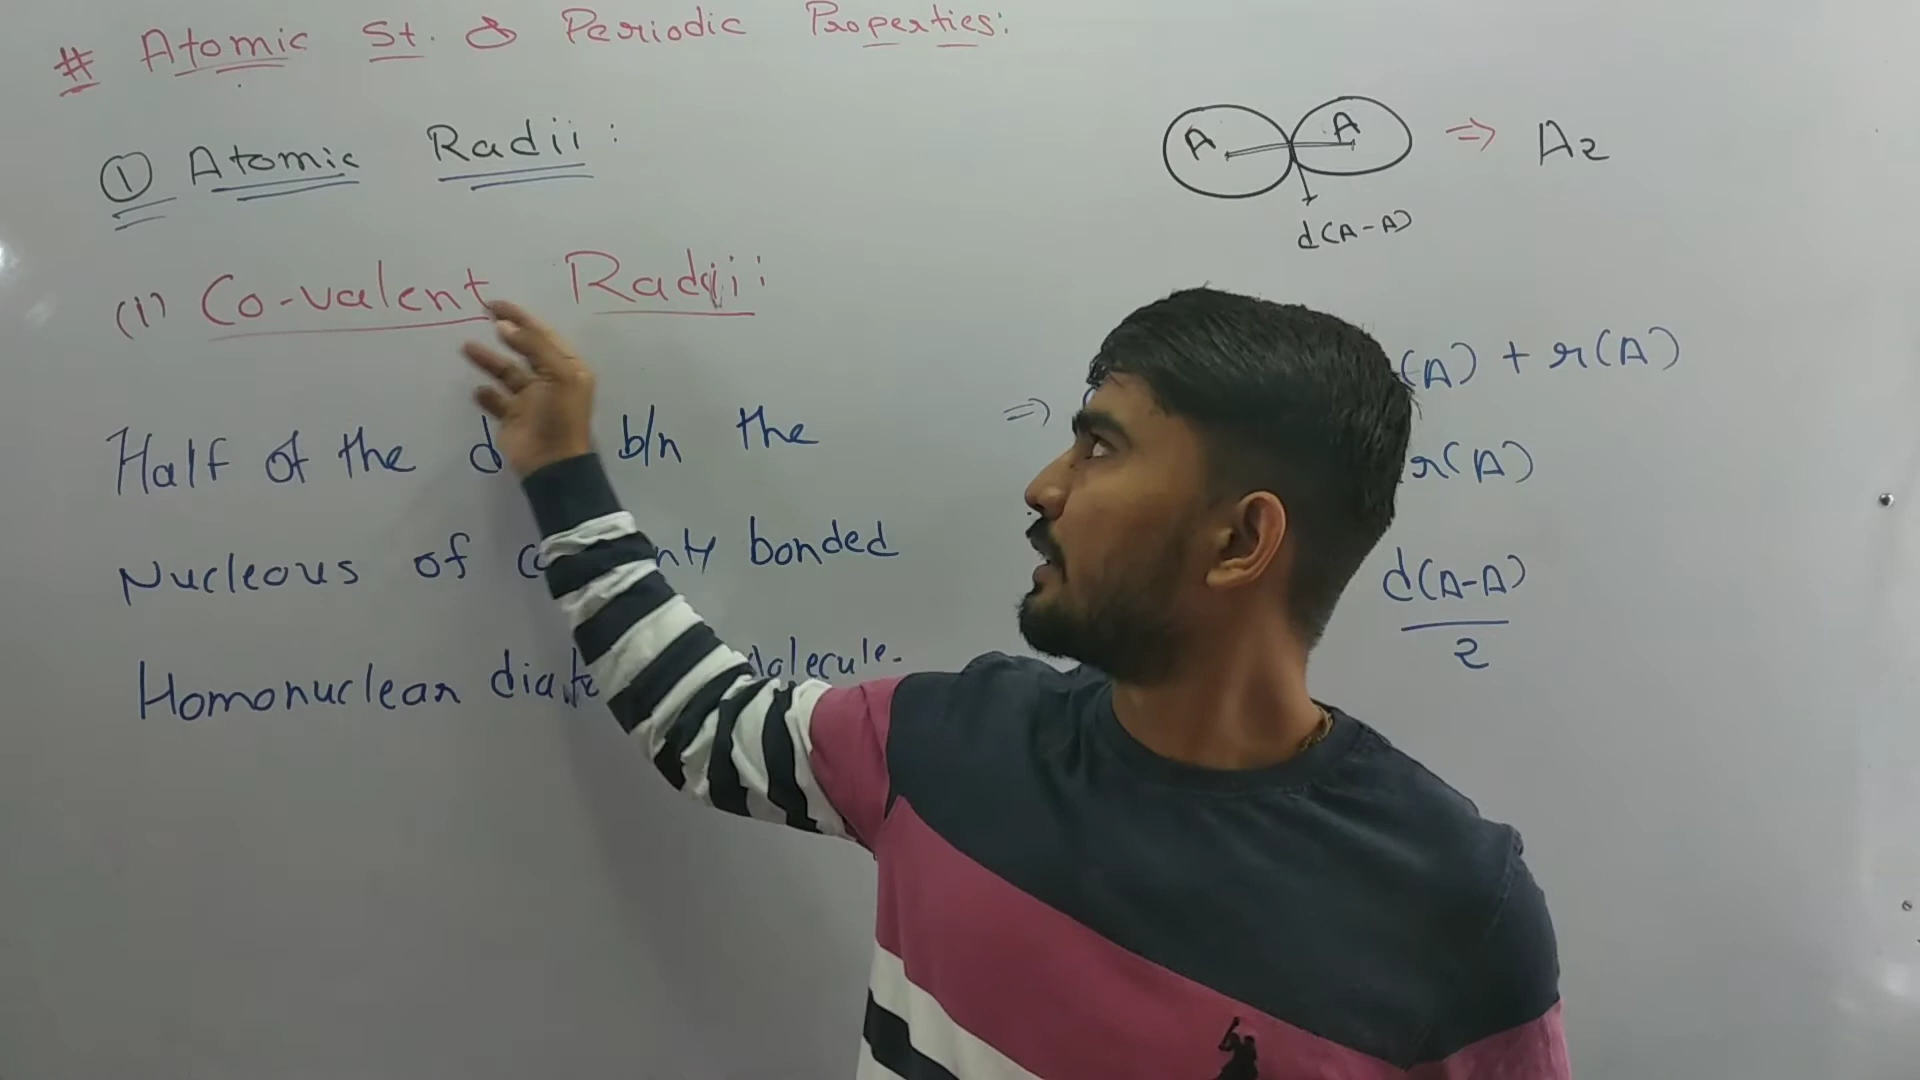 # Atomic St. & Periodic Properties:
① Atomic Radii:
(1) Co-valent Radii:
Half of the b/n the
Nucleous of bonded
Homonuclear
A A ⇒ A2
d(A-A)
⇒ (A) + r(A)
r(A)
d(A-A)
2